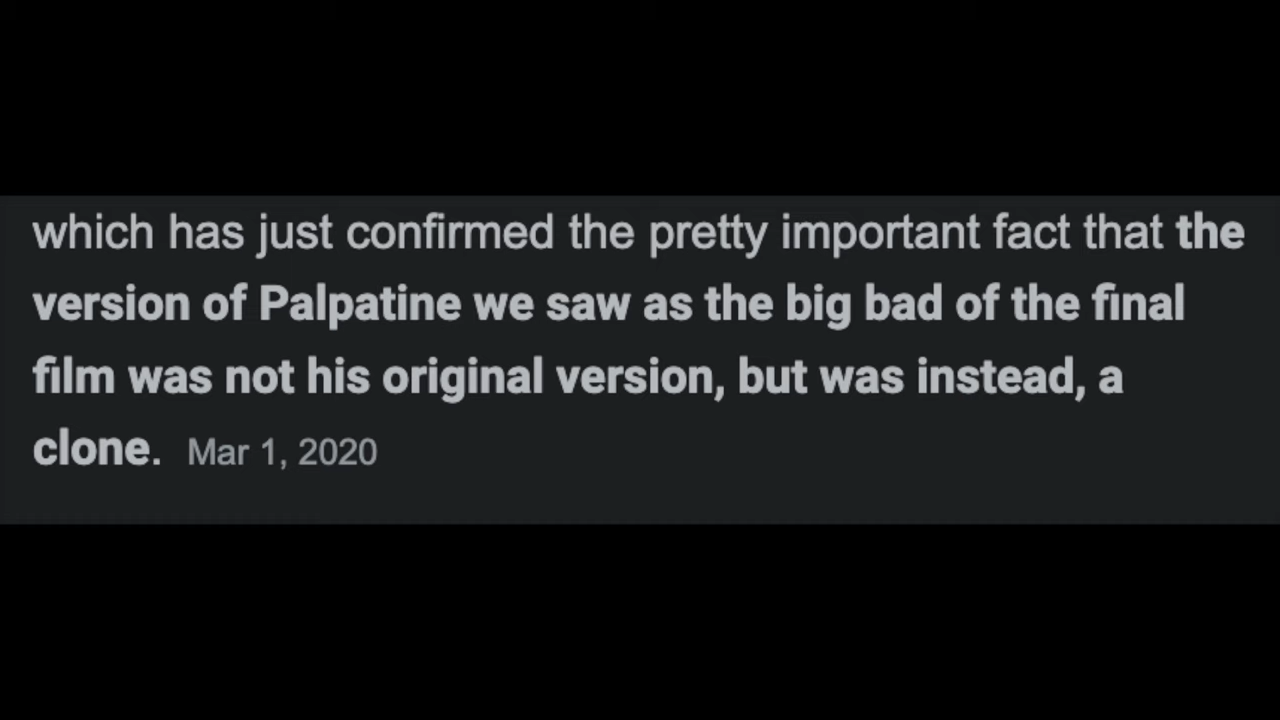 which has just confirmed the pretty important fact that the
version of Palpatine we saw as the big bad of the final
film was not his original version, but was instead, a
clone. Mar 1, 2020